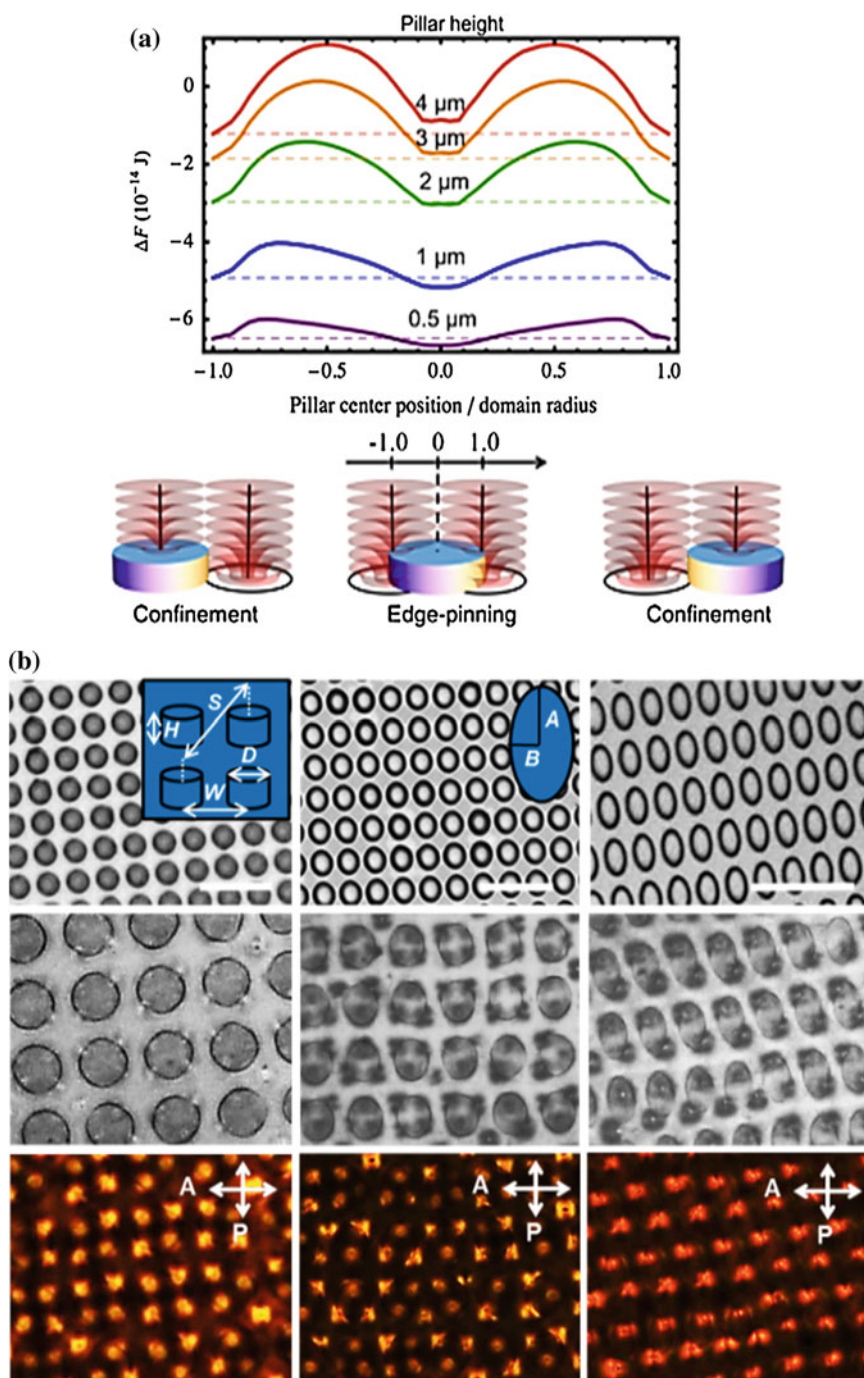 (a)
Pillar height
4 μm
3 μm
2 μm
1 μm
0.5 μm
0
−2
−4
−6
ΔF (10⁻¹⁴ J)
−1.0 −0.5 0.0 0.5 1.0
Pillar center position / domain radius
-1.0 0 1.0
Confinement Edge-pinning Confinement
(b)
S
H
D
W
A
B
A
P
A
P
A
P